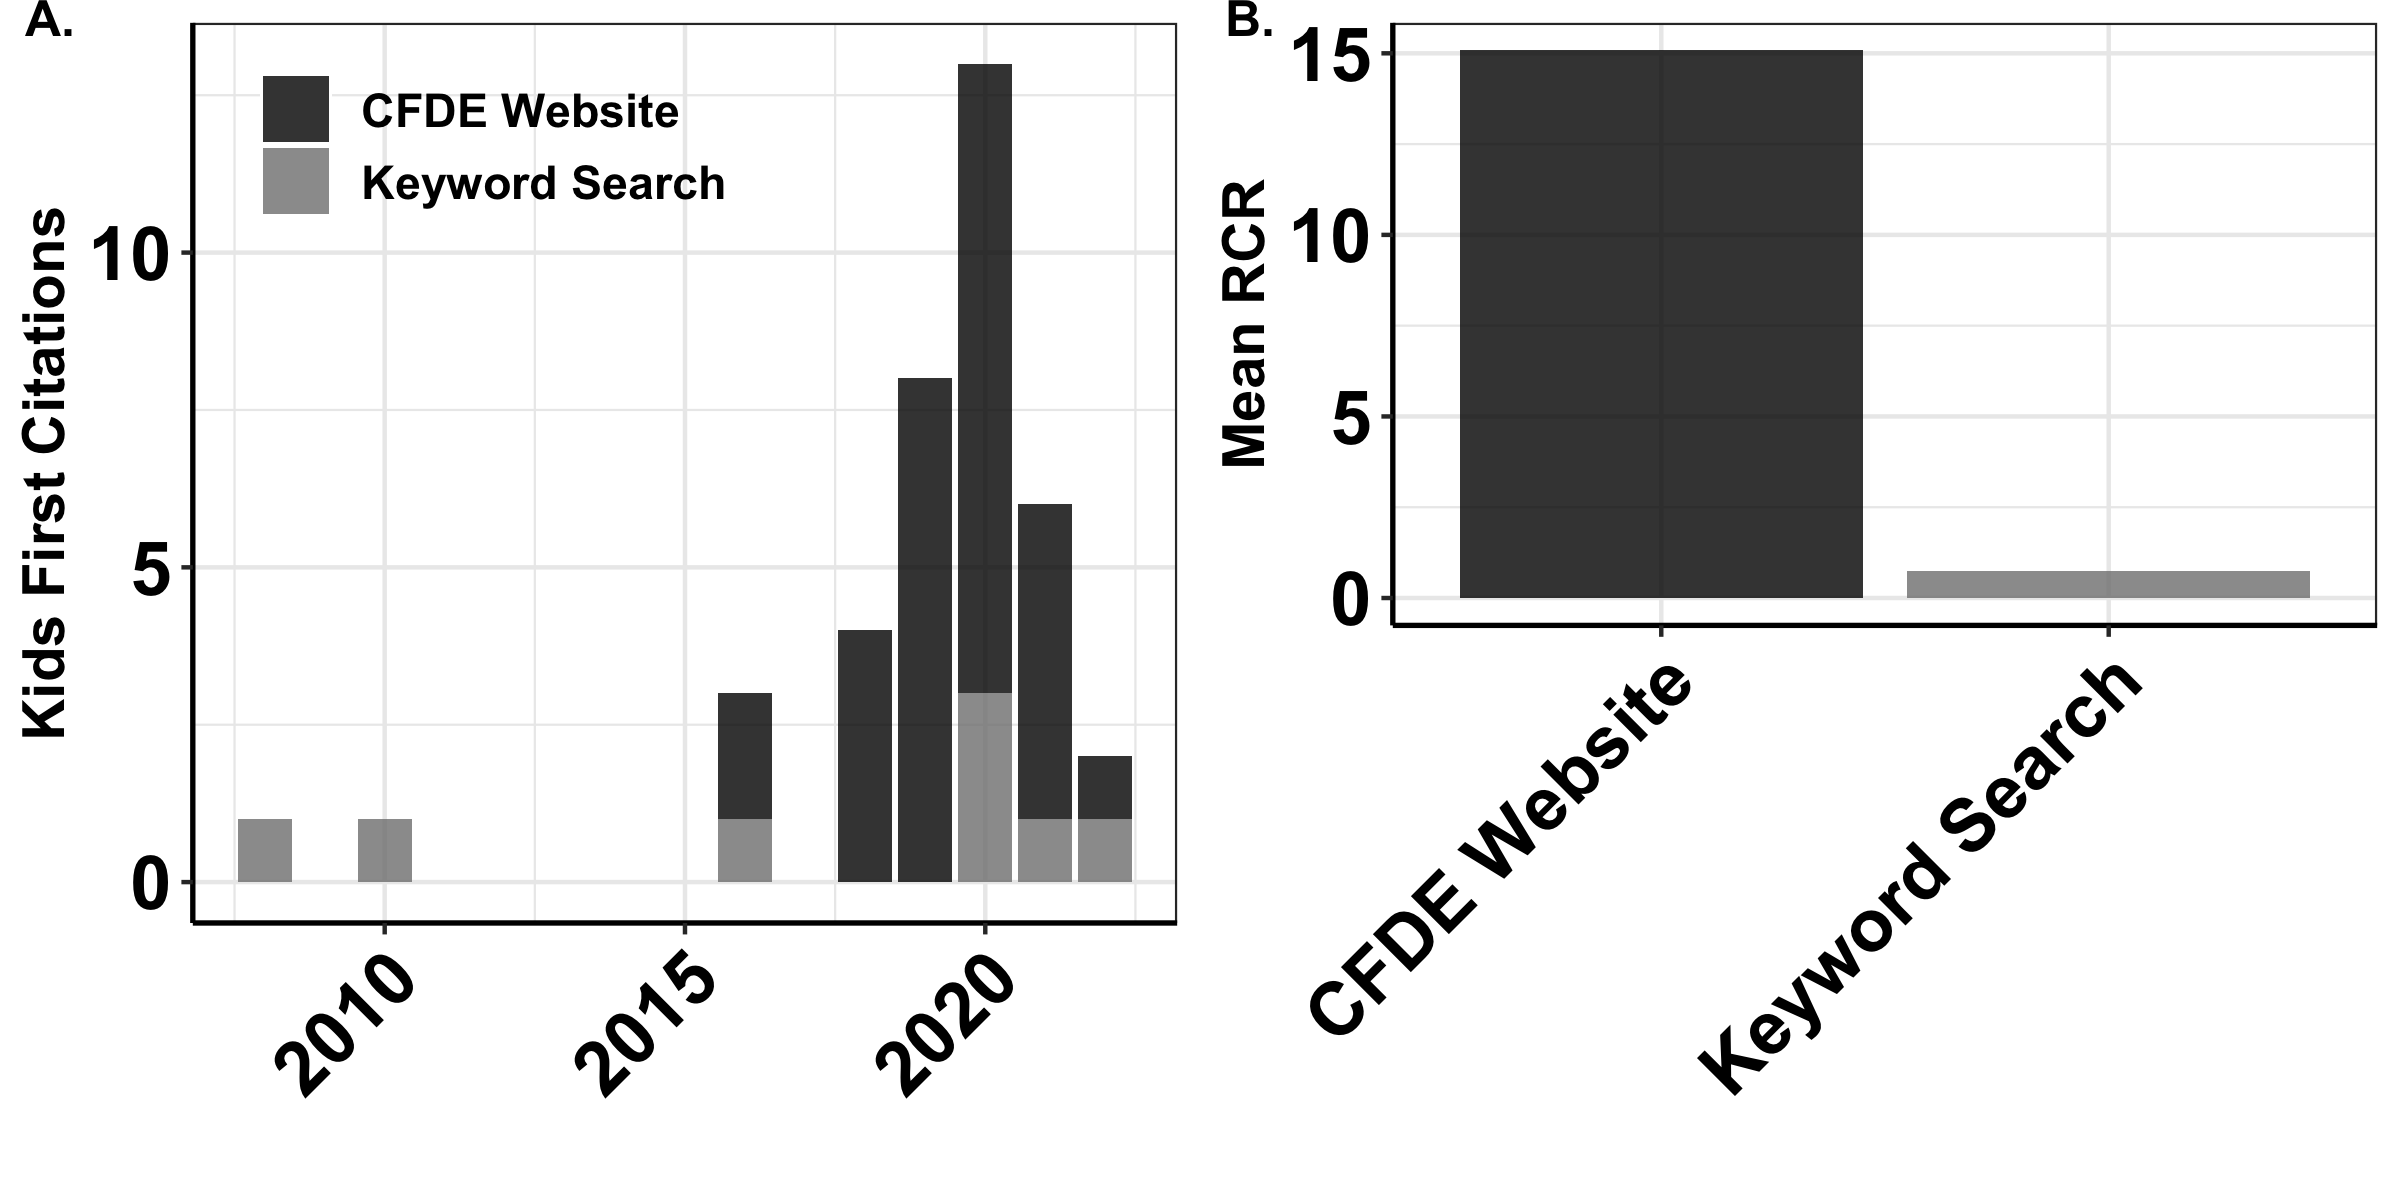 A.
Kids First Citations
10
5
0
CFDE Website
Keyword Search
2010
2015
2020
B.
Mean RCR
15
10
5
0
CFDE Website
Keyword Search